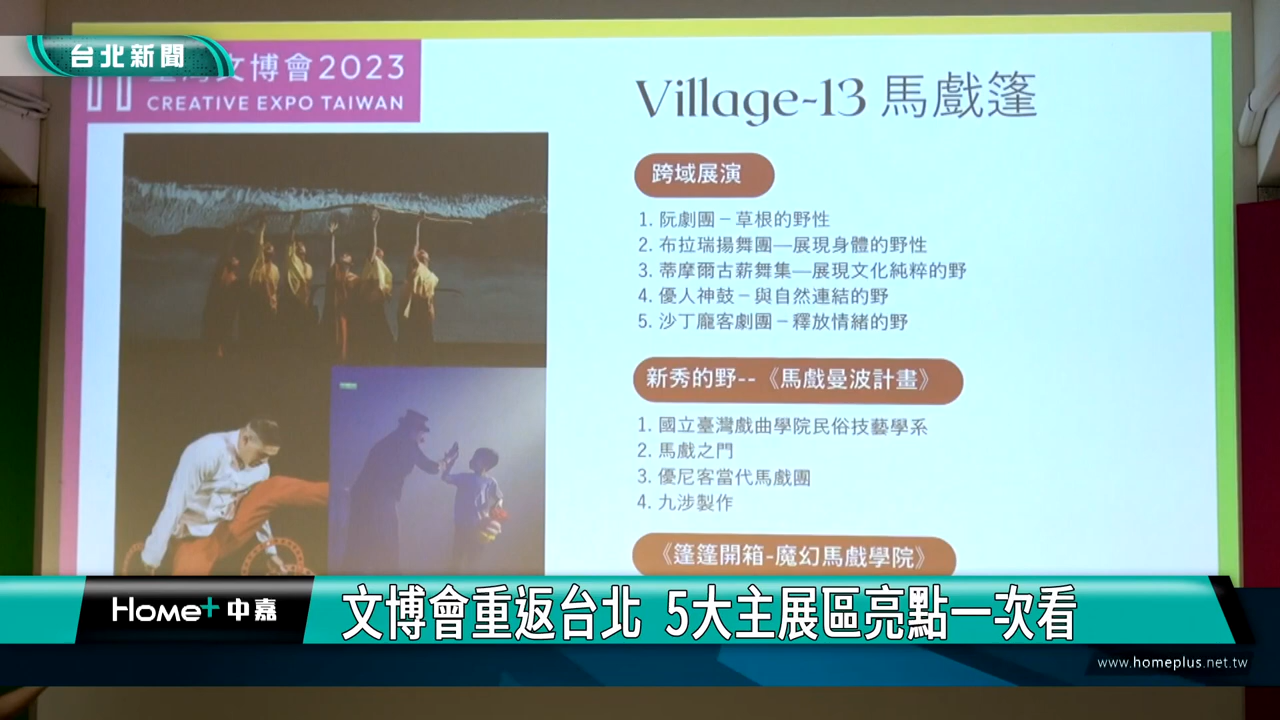 台北新聞
文博會2023
CREATIVE EXPO TAIWAN
Village-13 馬戲篷
跨域展演
1. 阮劇團－草根的野性
2. 布拉瑞揚舞團—展現身體的野性
3. 蒂摩爾古薪舞集—展現文化純粹的野
4. 優人神鼓－與自然連結的野
5. 沙丁龐客劇團－釋放情緒的野
新秀的野--《馬戲曼波計畫》
1. 國立臺灣戲曲學院民俗技藝學系
2. 馬戲之門
3. 優尼客當代馬戲團
4. 九涉製作
《篷篷開箱-魔幻馬戲學院》
Home+ 中嘉
文博會重返台北 5大主展區亮點一次看
www.homeplus.net.tw